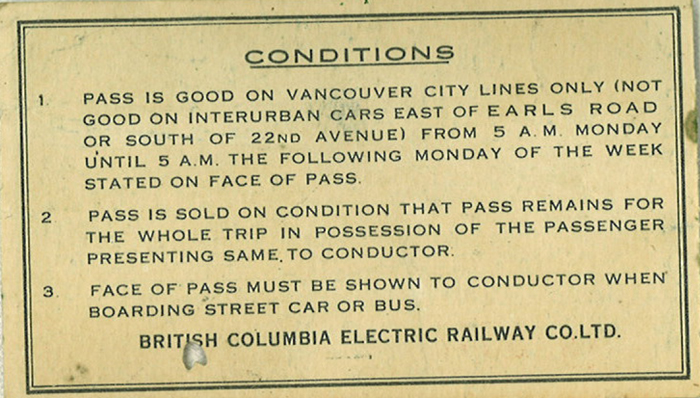 CONDITIONS
1. PASS IS GOOD ON VANCOUVER CITY LINES ONLY (NOT
GOOD ON INTERURBAN CARS EAST OF EARLS ROAD
OR SOUTH OF 22ND AVENUE) FROM 5 A.M. MONDAY
UNTIL 5 A.M. THE FOLLOWING MONDAY OF THE WEEK
STATED ON FACE OF PASS.
2 PASS IS SOLD ON CONDITION THAT PASS REMAINS FOR
THE WHOLE TRIP IN POSSESSION OF THE PASSENGER
PRESENTING SAME TO CONDUCTOR.
3. FACE OF PASS MUST BE SHOWN TO CONDUCTOR WHEN
BOARDING STREET CAR OR BUS.
BRITISH COLUMBIA ELECTRIC RAILWAY CO.LTD.